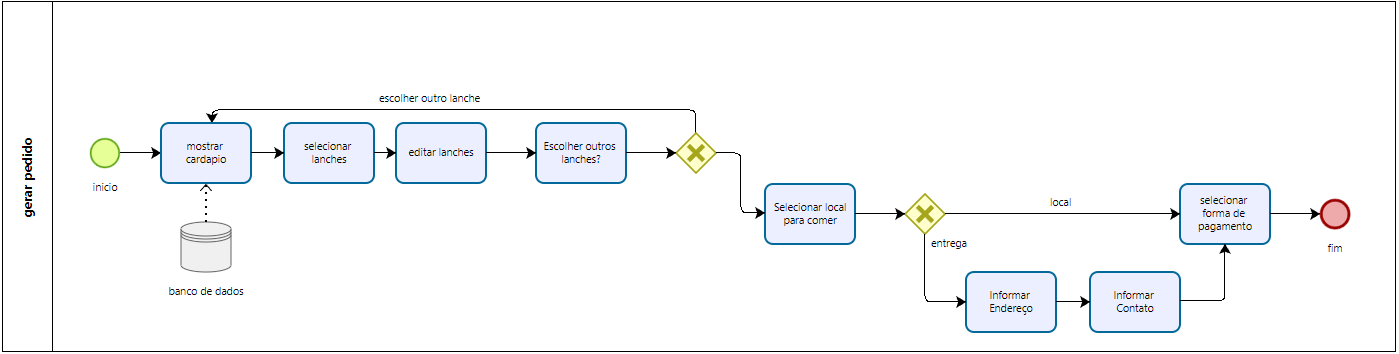 gerar pedido
inicio
mostrar
cardapio
banco de dados
selecionar
lanches
editar lanches
Escolher outros
lanches?
escolher outro lanche
Selecionar local
para comer
local
entrega
Informar
Endereço
Informar
Contato
selecionar
forma de
pagamento
fim